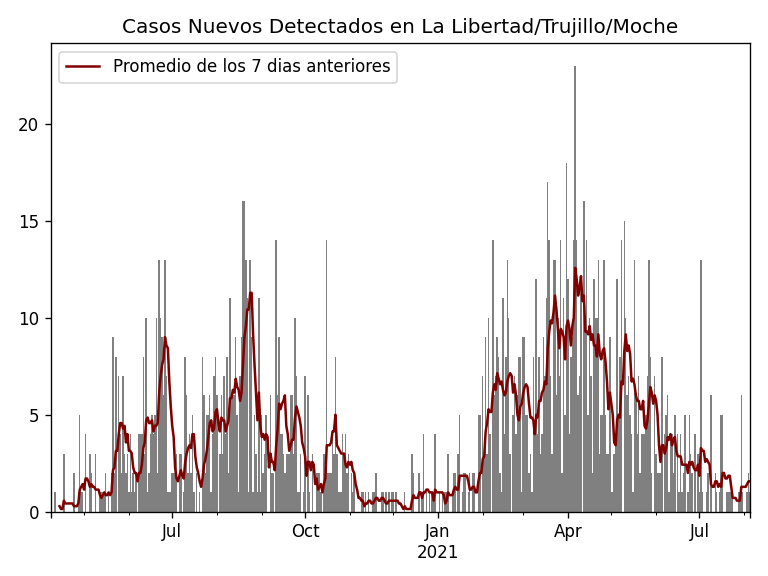 Casos Nuevos Detectados en La Libertad/Trujillo/Moche
Promedio de los 7 dias anteriores
20
15
10
5
0
Jul Oct Jan Apr Jul
2021